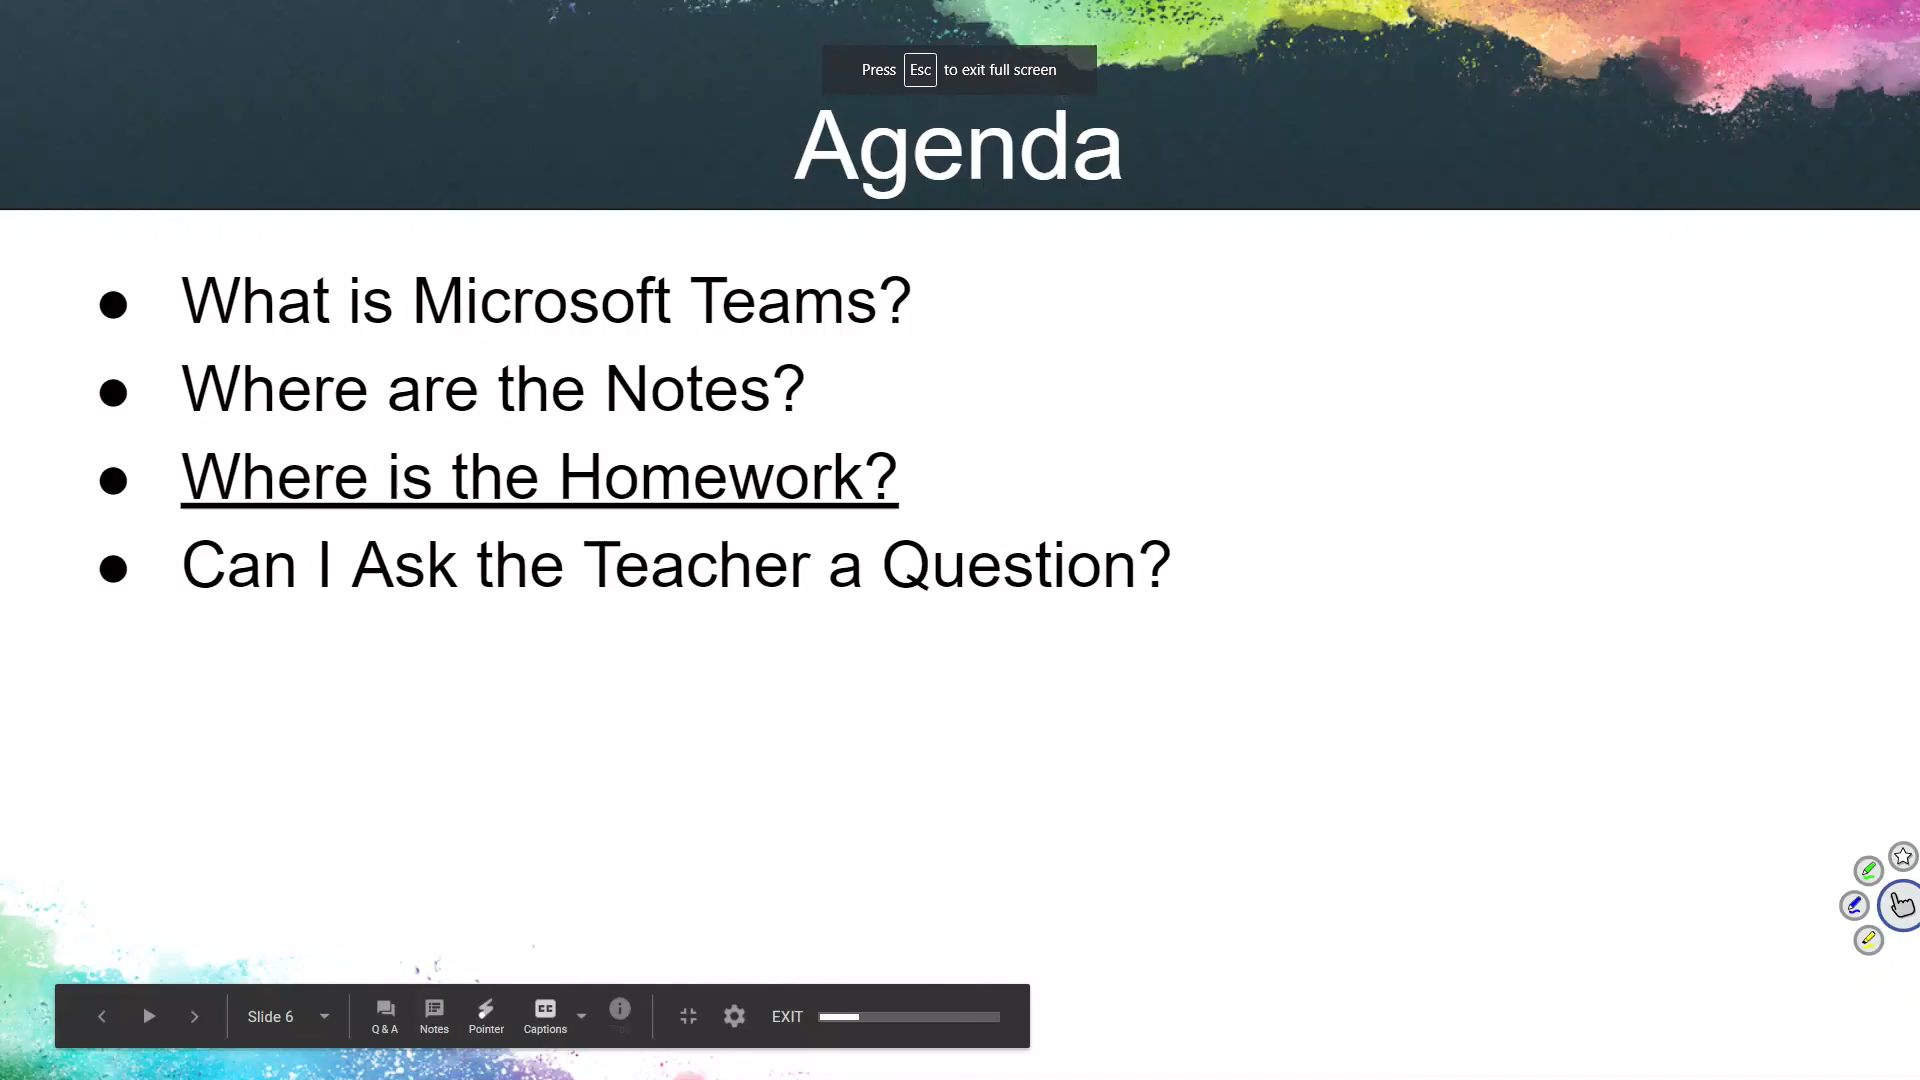 Press Esc to exit full screen
Agenda
● What is Microsoft Teams?
● Where are the Notes?
● Where is the Homework?
● Can I Ask the Teacher a Question?
Slide 6
Q & A
Notes
Pointer
CC
Captions
EXIT